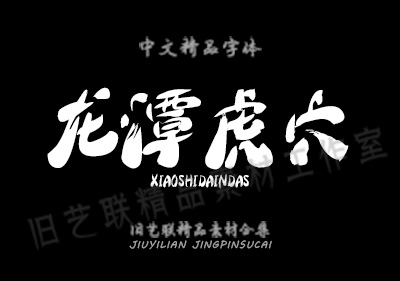 中文精品字体
龙潭虎穴
XIAOSHIDAINDAS
旧艺联精品素材合集
JIUYILIAN JINGPINSUCAI
旧艺联精品素材工作室